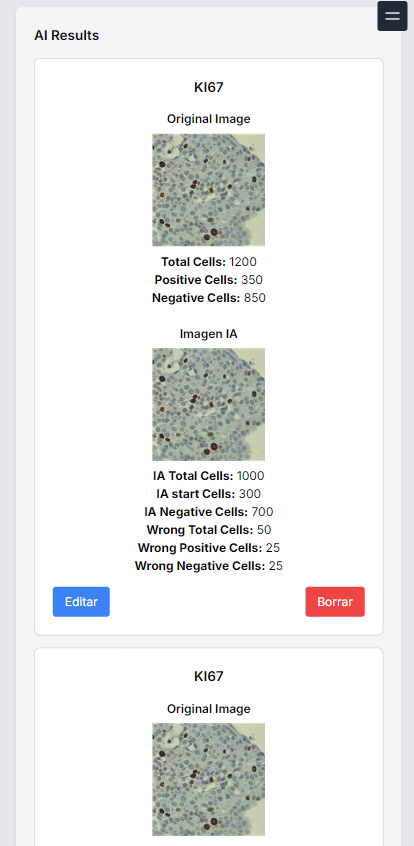 AI Results
KI67
Original Image
Total Cells: 1200
Positive Cells: 350
Negative Cells: 850
Imagen IA
IA Total Cells: 1000
IA start Cells: 300
IA Negative Cells: 700
Wrong Total Cells: 50
Wrong Positive Cells: 25
Wrong Negative Cells: 25
Editar
Borrar
KI67
Original Image